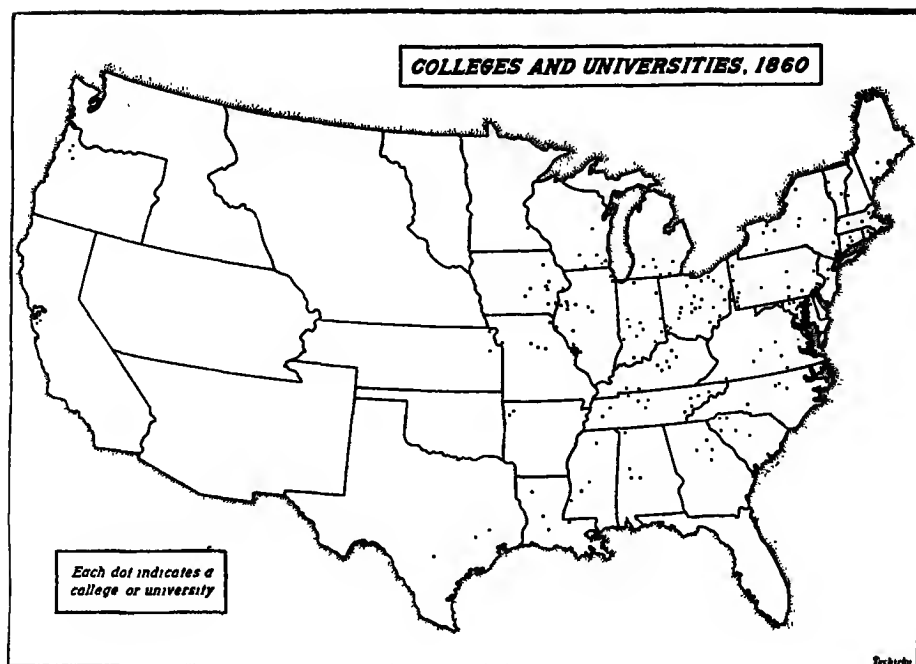 COLLEGES AND UNIVERSITIES, 1860
Each dot indicates a
college or university